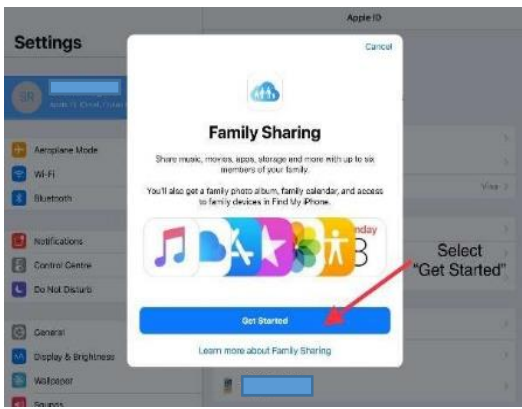 Apple ID
Settings
Cancel
SR
Aeroplane Mode
Wi-Fi
Bluetooth
Notifications
Control Centre
Do Not Disturb
General
Display & Brightness
Wallpaper
Sounds
Family Sharing
Share music, movies, apps, storage and more with up to six
members of your family.
You'll also get a family photo album, family calendar, and access
to family devices in Find My iPhone.
Get Started
Learn more about Family Sharing
Visa
Select
"Get Started"